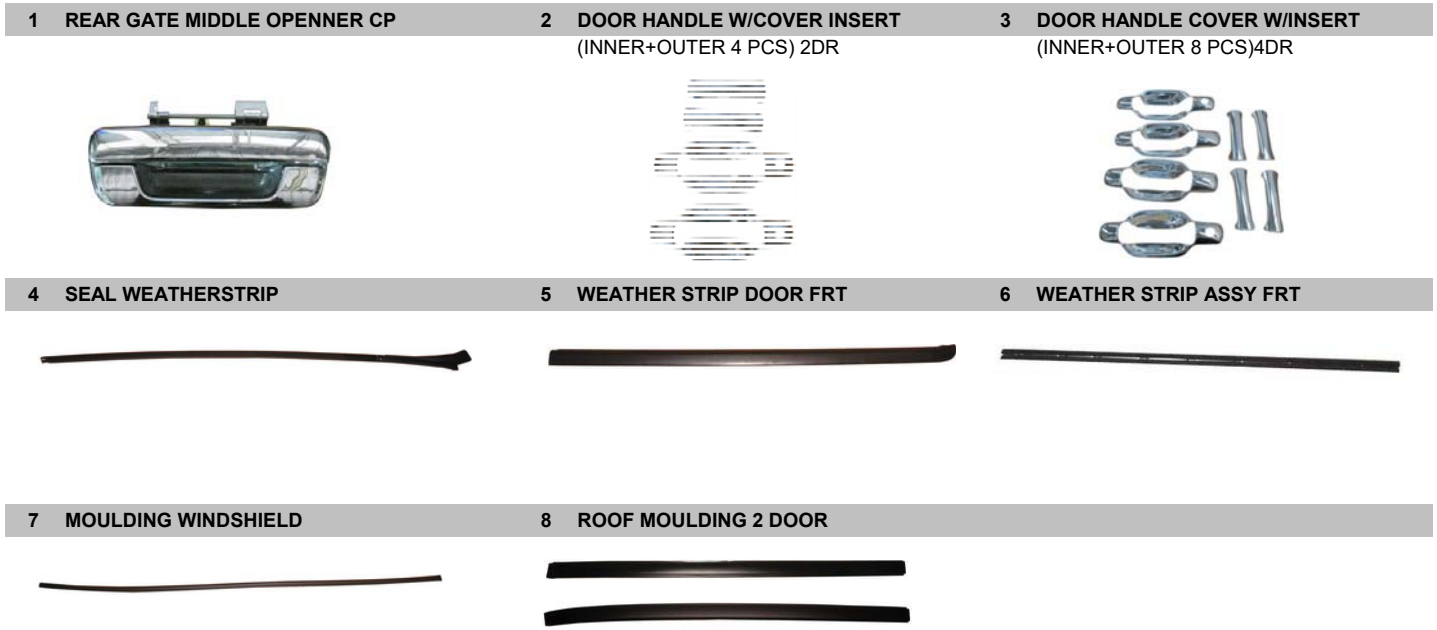 1 REAR GATE MIDDLE OPENNER CP
2 DOOR HANDLE W/COVER INSERT
(INNER+OUTER 4 PCS) 2DR
3 DOOR HANDLE COVER W/INSERT
(INNER+OUTER 8 PCS)4DR
4 SEAL WEATHERSTRIP
5 WEATHER STRIP DOOR FRT
6 WEATHER STRIP ASSY FRT
7 MOULDING WINDSHIELD
8 ROOF MOULDING 2 DOOR